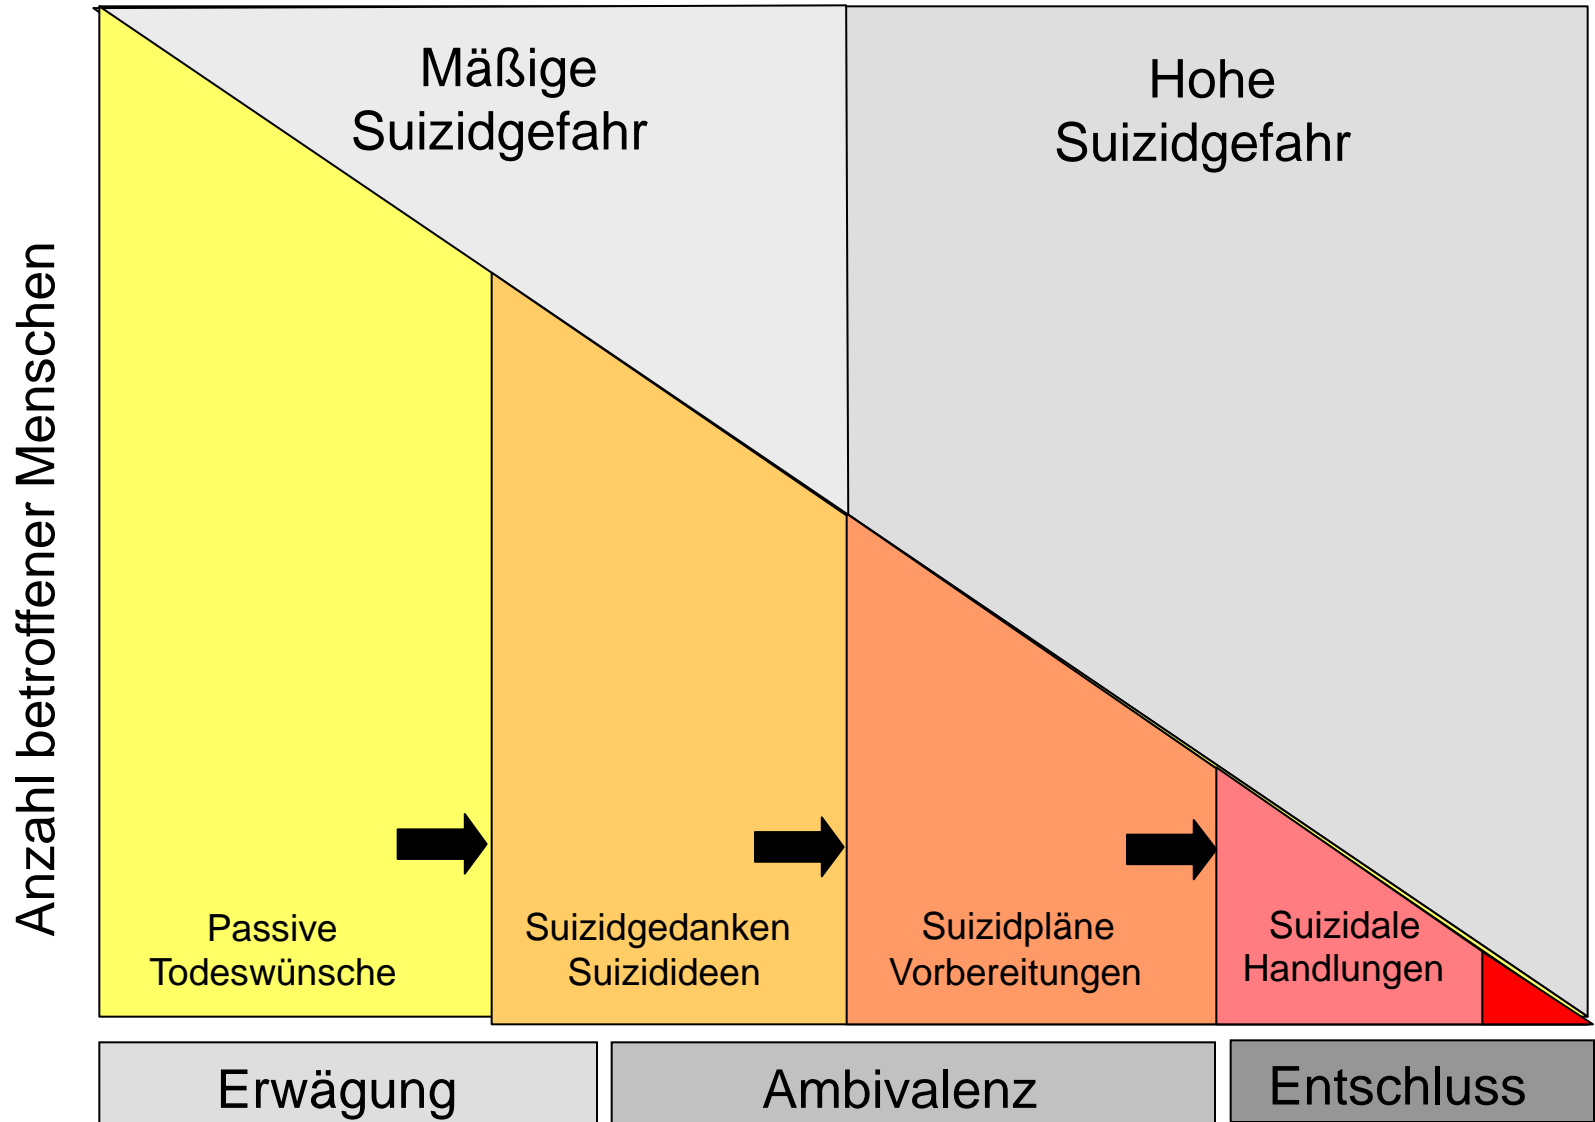 Mäßige
Suizidgefahr
Hohe
Suizidgefahr
Anzahl betroffener Menschen
Passive
Todeswünsche
Suizidgedanken
Suizidideen
Suizidpläne
Vorbereitungen
Suizidale
Handlungen
Erwägung
Ambivalenz
Entschluss